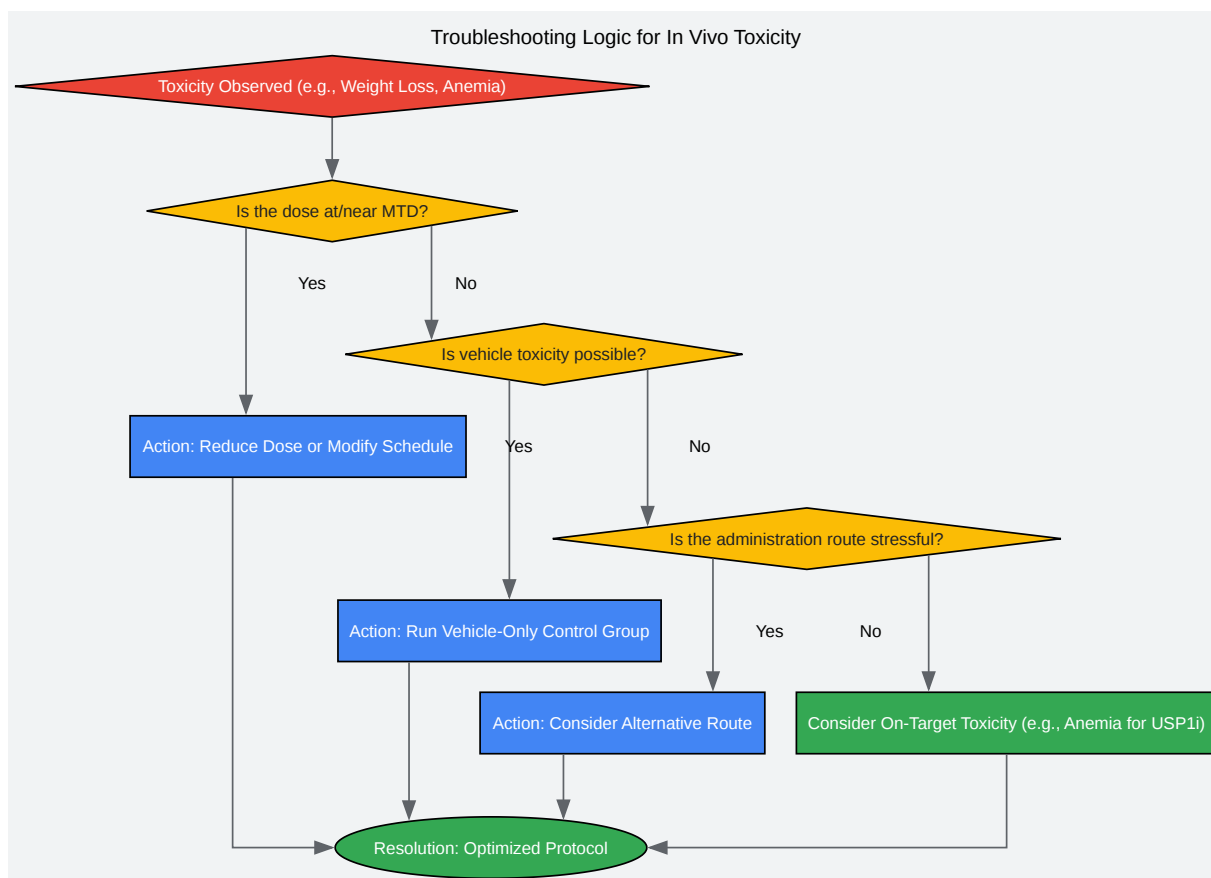 Troubleshooting Logic for In Vivo Toxicity
Toxicity Observed (e.g., Weight Loss, Anemia)
Is the dose at/near MTD?
Yes
No
Is vehicle toxicity possible?
Action: Reduce Dose or Modify Schedule
Yes
No
Is the administration route stressful?
Action: Run Vehicle-Only Control Group
Yes
No
Action: Consider Alternative Route
Consider On-Target Toxicity (e.g., Anemia for USP1i)
Resolution: Optimized Protocol